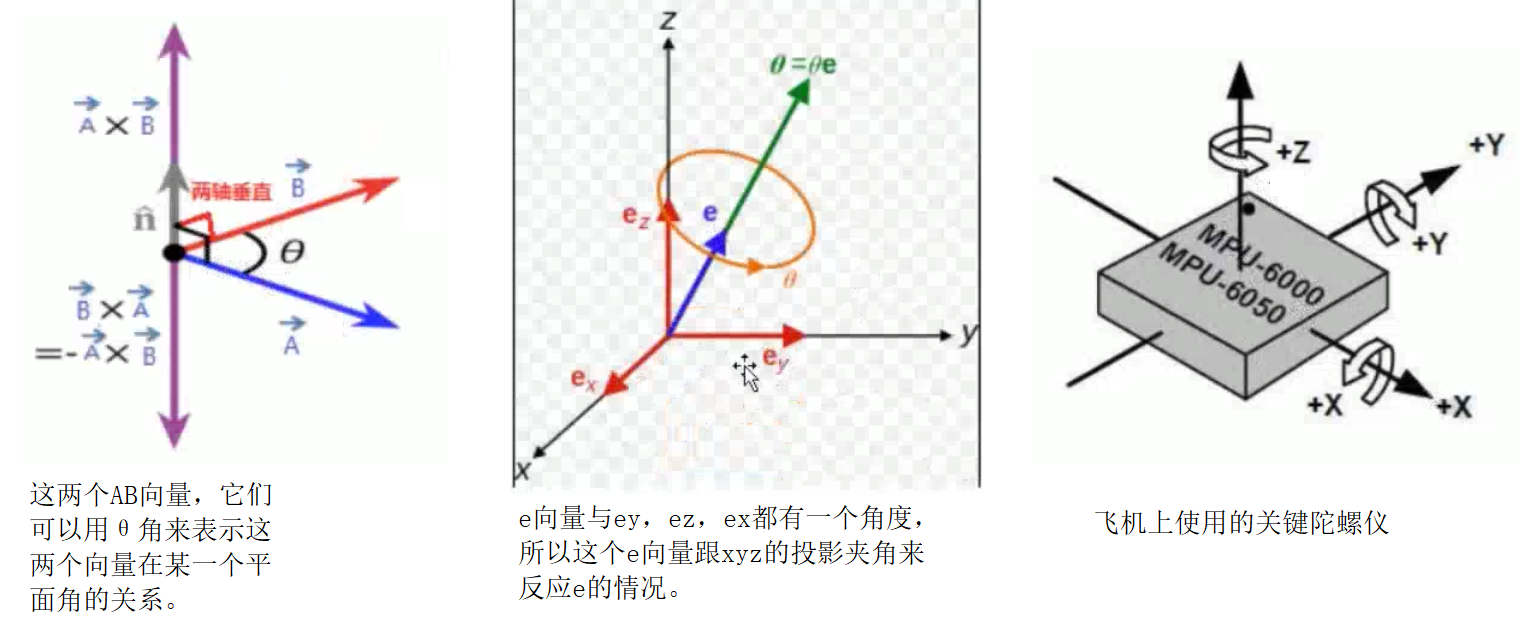 A × B
两轴垂直
B
n̂
θ
B × A
=-A × B
A
这两个AB向量，它们
可以用θ角来表示这
两个向量在某一个平
面角的关系。
z
θ=θe
e_z
e
θ
y
e_y
e_x
x
e向量与ey，ez，ex都有一个角度，
所以这个e向量跟xyz的投影夹角来
反应e的情况。
+Z
+Y
+Y
MPU-6000
MPU-6050
+X
+X
飞机上使用的关键陀螺仪